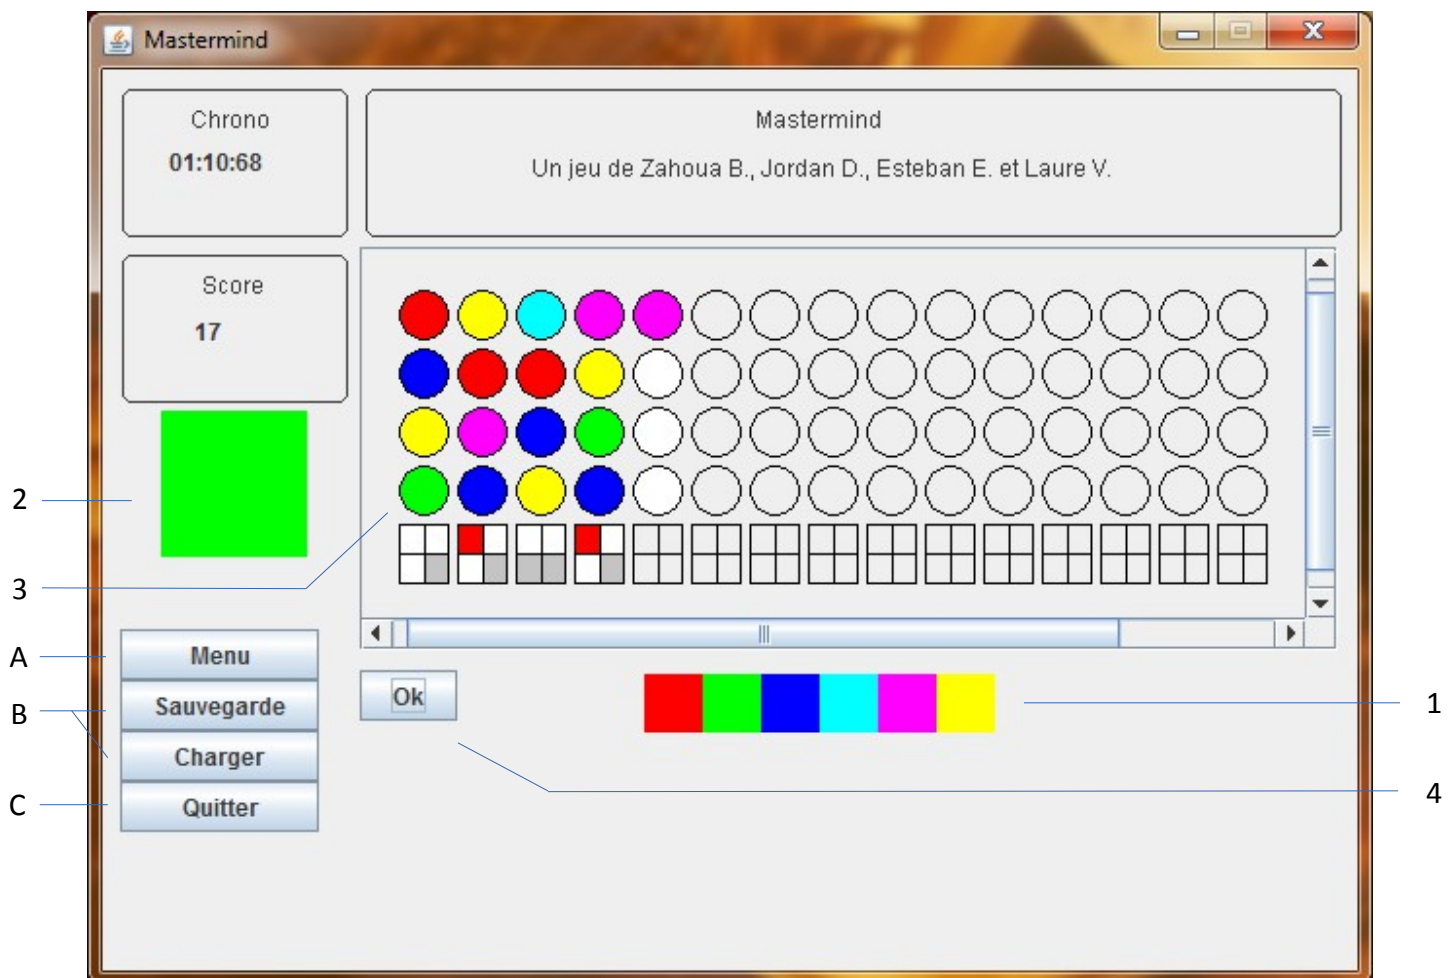 Mastermind
Chrono
01:10:68
Mastermind
Un jeu de Zahoua B., Jordan D., Esteban E. et Laure V.
Score
17
2
3
A
Menu
B
Sauvegarde
Charger
C
Quitter
Ok
1
4